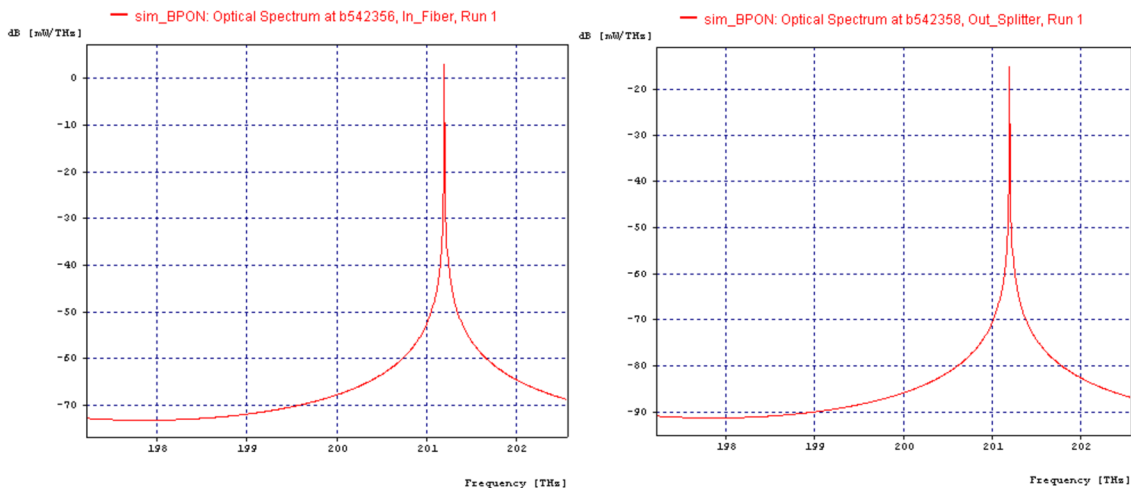 sim_BPON: Optical Spectrum at b542356, In_Fiber, Run 1
dB [mW/THz]
0
-10
-20
-30
-40
-50
-60
-70
198 199 200 201 202
Frequency [THz]
sim_BPON: Optical Spectrum at b542358, Out_Splitter, Run 1
dB [mW/THz]
-20
-30
-40
-50
-60
-70
-80
-90
198 199 200 201 202
Frequency [THz]